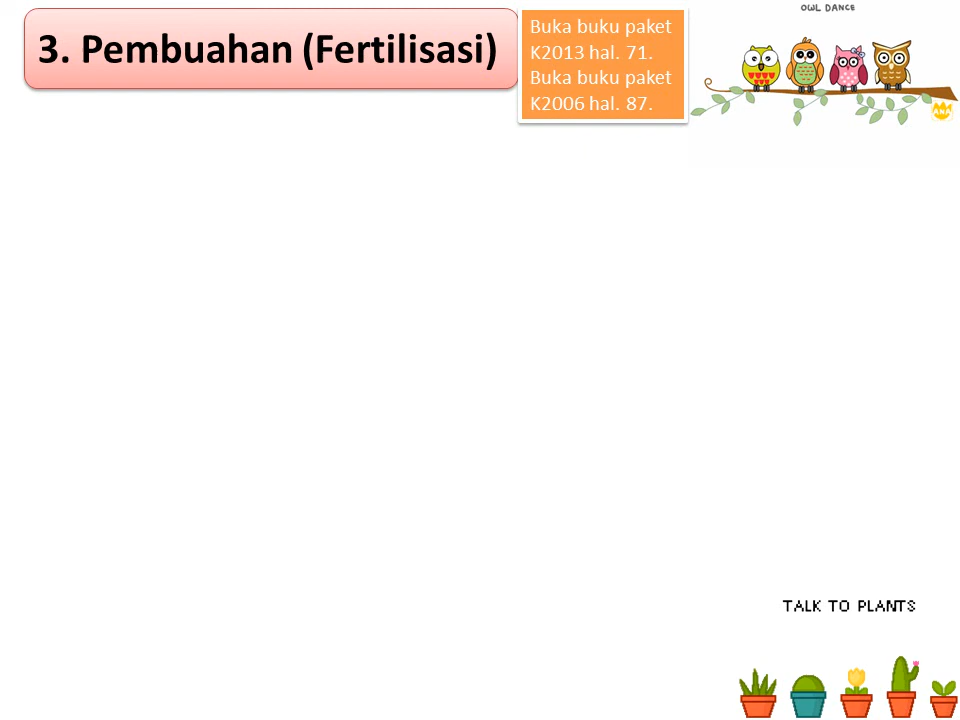 3. Pembuahan (Fertilisasi)
Buka buku paket
K2013 hal. 71.
Buka buku paket
K2006 hal. 87.
OWL DANCE
ANA
TALK TO PLANTS